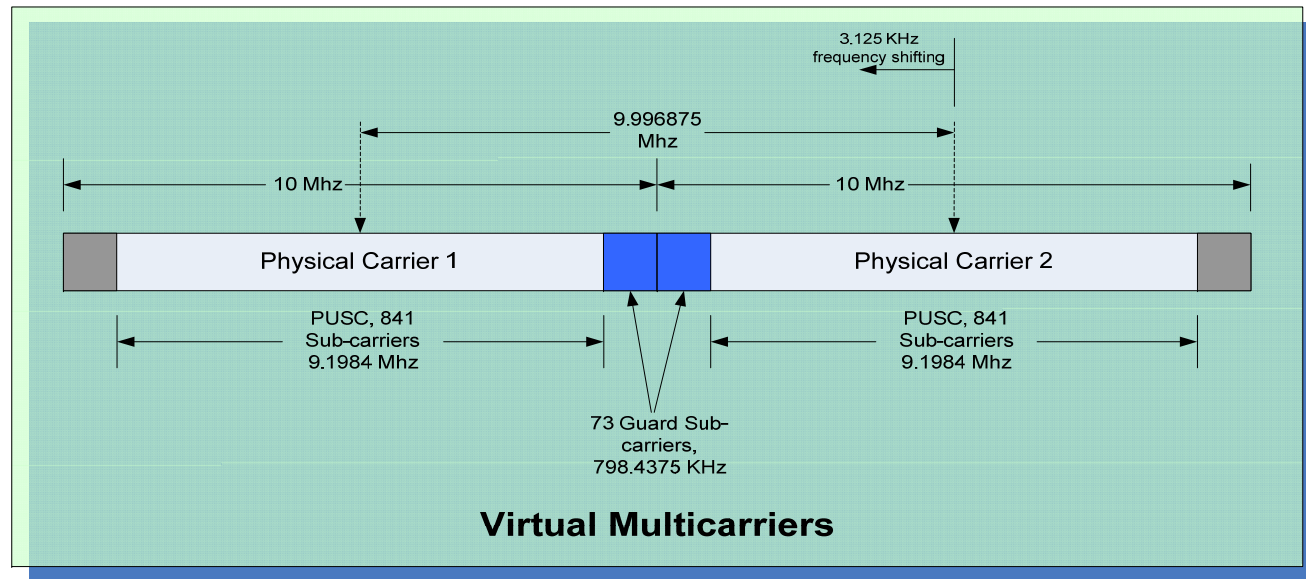 3.125 KHz
frequency shifting
9.996875
Mhz
10 Mhz
10 Mhz
Physical Carrier 1
Physical Carrier 2
PUSC, 841
Sub-carriers
9.1984 Mhz
PUSC, 841
Sub-carriers
9.1984 Mhz
73 Guard Sub-
carriers,
798.4375 KHz
Virtual Multicarriers